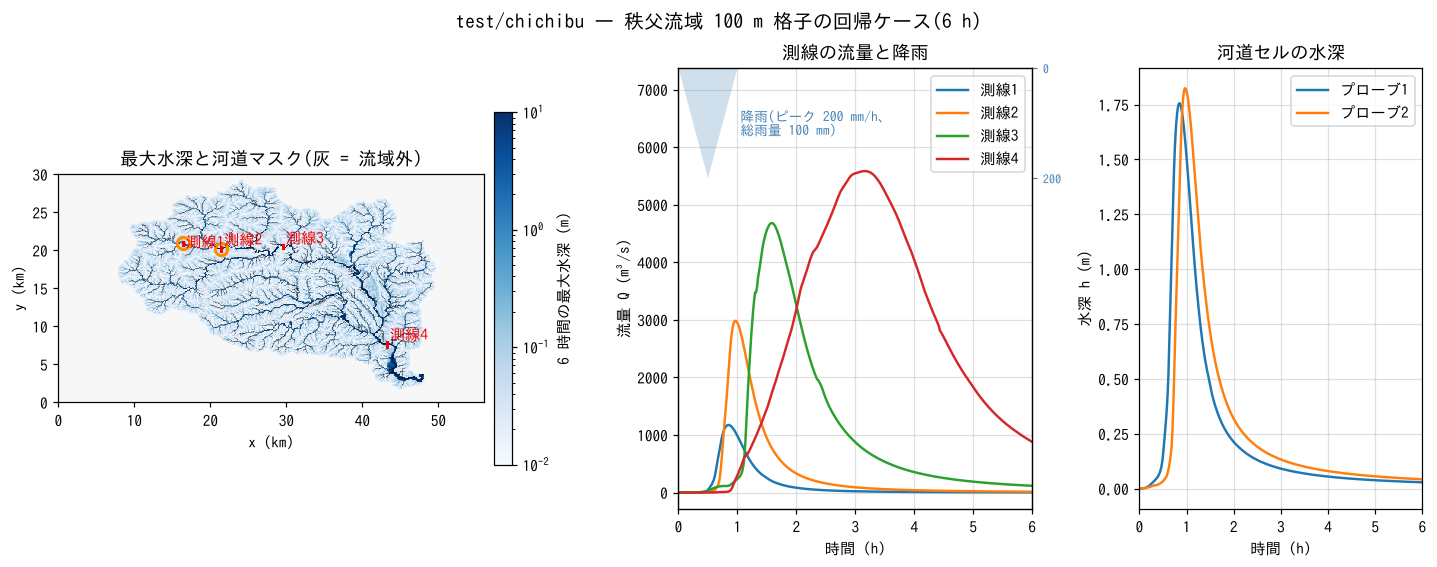 test/chichibu — 秩父流域 100 m 格子の回帰ケース(6 h)
最大水深と河道マスク(灰 = 流域外)
30
25
20
15
10
5
0
y (km)
0
10
20
30
40
50
x (km)
測線1
測線2
測線3
測線4
10¹
10⁰
10⁻¹
10⁻²
6 時間の最大水深 (m)
測線の流量と降雨
7000
6000
5000
4000
3000
2000
1000
0
流量 Q (m³/s)
0
1
2
3
4
5
6
時間 (h)
降雨(ピーク 200 mm/h、
総雨量 100 mm)
測線1
測線2
測線3
測線4
0
200
河道セルの水深
1.75
1.50
1.25
1.00
0.75
0.50
0.25
0.00
水深 h (m)
0
1
2
3
4
5
6
時間 (h)
プローブ1
プローブ2